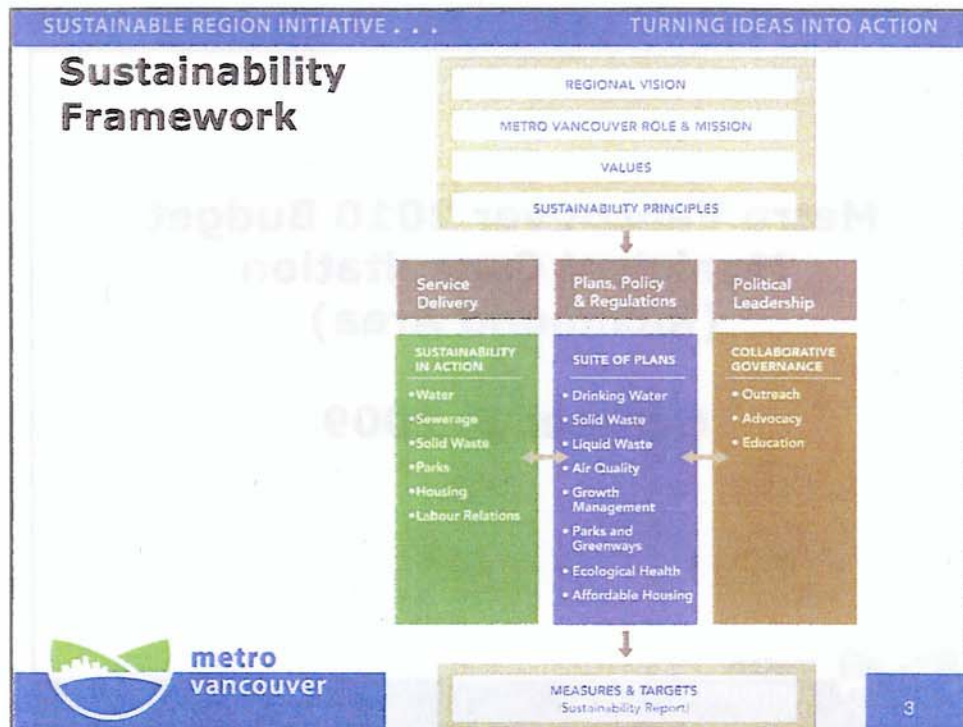 SUSTAINABLE REGION INITIATIVE . . . TURNING IDEAS INTO ACTION
Sustainability
Framework
REGIONAL VISION
METRO VANCOUVER ROLE & MISSION
VALUES
SUSTAINABILITY PRINCIPLES
Service
Delivery
Plans, Policy
& Regulations
Political
Leadership
SUSTAINABILITY
IN ACTION
•Water
•Sewerage
•Solid Waste
•Parks
•Housing
•Labour Relations
SUITE OF PLANS
• Drinking Water
• Solid Waste
• Liquid Waste
• Air Quality
• Growth
Management
• Parks and
Greenways
• Ecological Health
• Affordable Housing
COLLABORATIVE
GOVERNANCE
• Outreach
• Advocacy
• Education
MEASURES & TARGETS
(Sustainability Report)
metro
vancouver
3